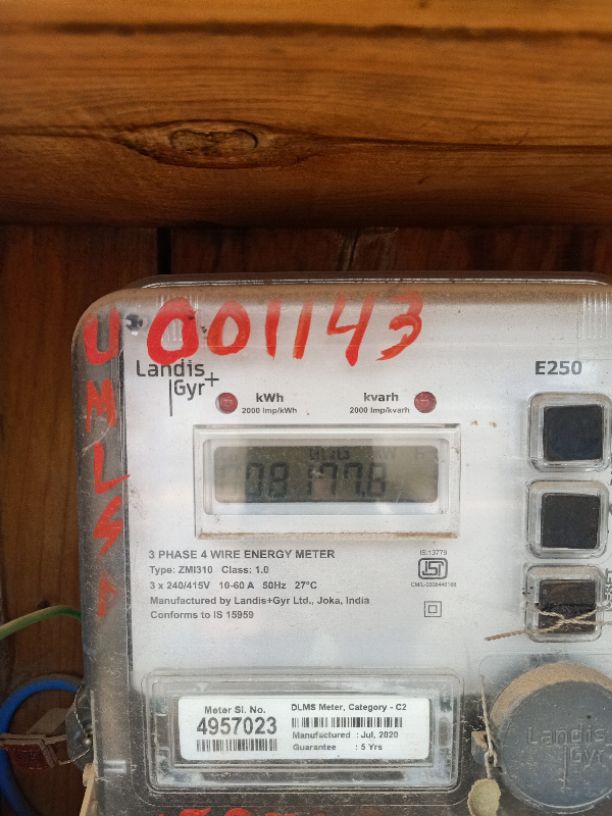 001143
UMLS
Landis
Gyr+
E250
kWh
2000 Imp/kWh
kvarh
2000 Imp/kvarh
08177.8
3 PHASE 4 WIRE ENERGY METER
Type: ZMI310 Class: 1.0
3 x 240/415V 10-60 A 50Hz 27°C
Manufactured by Landis+Gyr Ltd., Joka, India
Conforms to IS 15959
IS:13779
Meter Sl. No.
4957023
DLMS Meter, Category - C2
Manufactured : Jul, 2020
Guarantee : 5 Yrs
Landis
Gyr